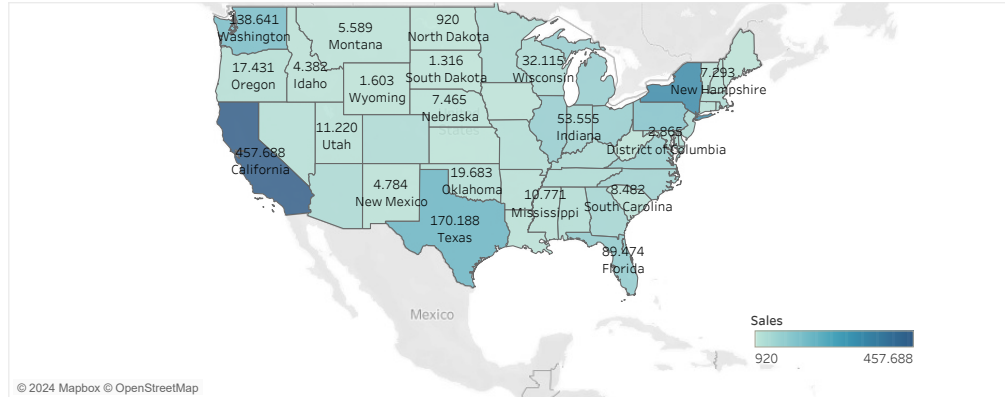 138.641
Washington
5.589
Montana
920
North Dakota
17.431
Oregon
4.382
Idaho
1.603
Wyoming
1.316
South Dakota
32.115
Wisconsin
7.293
New Hampshire
7.465
Nebraska
States
11.220
Utah
53.555
Indiana
2.865
District of Columbia
457.688
California
4.784
New Mexico
19.683
Oklahoma
10.771
Mississippi
8.482
South Carolina
170.188
Texas
89.474
Florida
Mexico
Sales
920
457.688
© 2024 Mapbox © OpenStreetMap